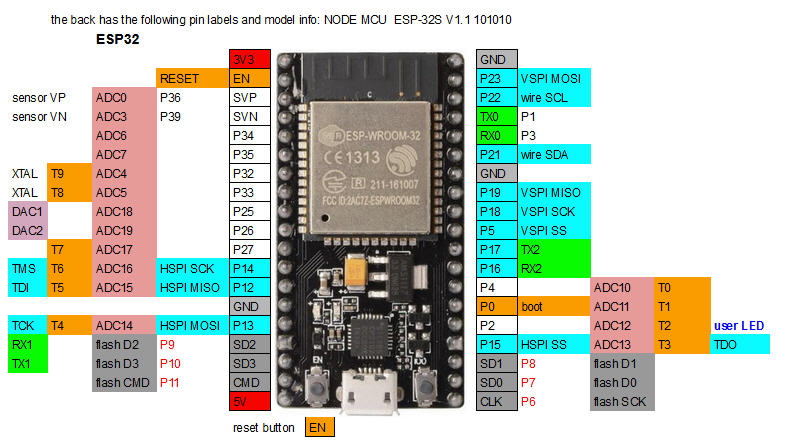 the back has the following pin labels and model info: NODE MCU ESP-32S V1.1 101010
ESP32
3V3 GND
RESET EN P23 VSPI MOSI
sensor VP ADC0 P36 SVP P22 wire SCL
sensor VN ADC3 P39 SVN TX0 P1
ADC6 P34 RX0 P3
ADC7 P35 P21 wire SDA
XTAL T9 ADC4 P32 GND
XTAL T8 ADC5 P33 P19 VSPI MISO
DAC1 ADC18 P25 P18 VSPI SCK
DAC2 ADC19 P26 P5 VSPI SS
T7 ADC17 P27 P17 TX2
TMS T6 ADC16 HSPI SCK P14 P16 RX2
TDI T5 ADC15 HSPI MISO P12 P4 ADC10 T0
GND P0 boot ADC11 T1
TCK T4 ADC14 HSPI MOSI P13 P2 ADC12 T2 user LED
RX1 flash D2 P9 SD2 P15 HSPI SS ADC13 T3 TDO
TX1 flash D3 P10 SD3 SD1 P8 flash D1
flash CMD P11 CMD SD0 P7 flash D0
5V CLK P6 flash SCK
reset button EN
ESP-WROOM-32
CE1313
R 211-161007
FCC ID:2AC7Z-ESPWROOM32
EN
IO0